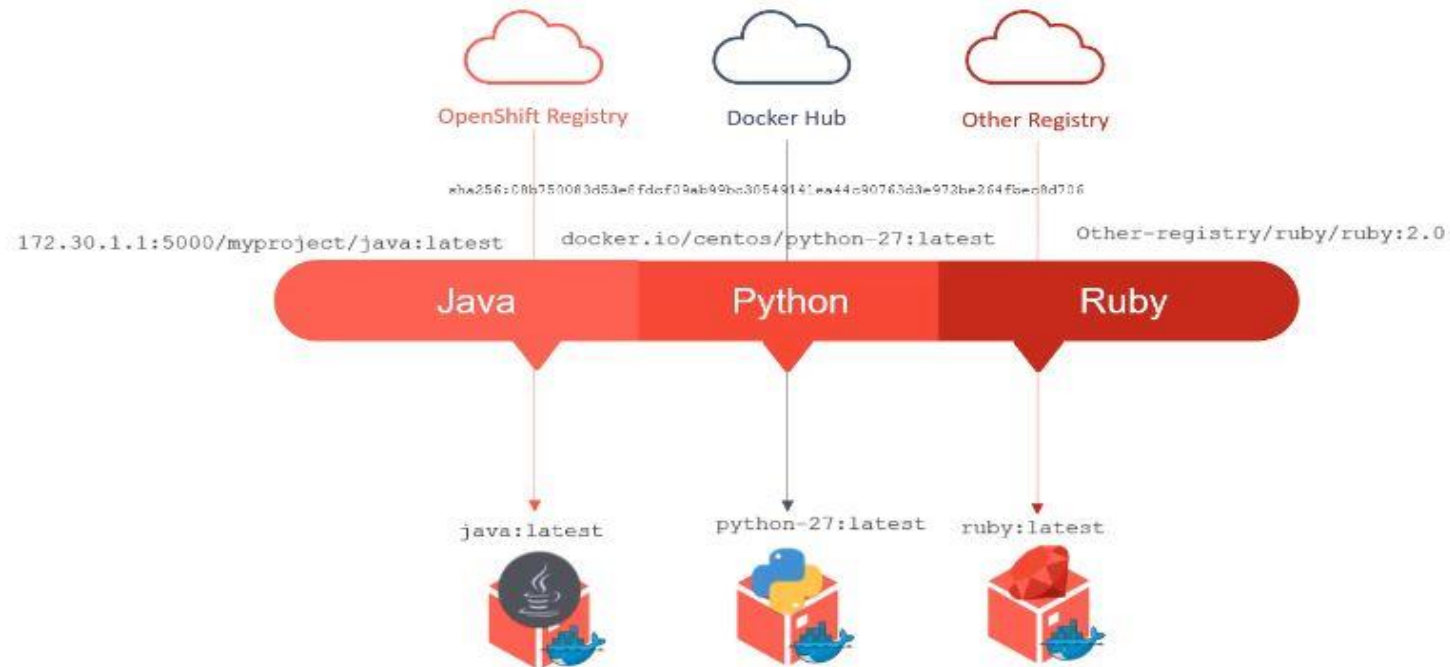 OpenShift Registry
Docker Hub
Other Registry
172.30.1.1:5000/myproject/java:latest
docker.io/centos/python-27:latest
Other-registry/ruby/ruby:2.0
Java
Python
Ruby
java:latest
python-27:latest
ruby:latest